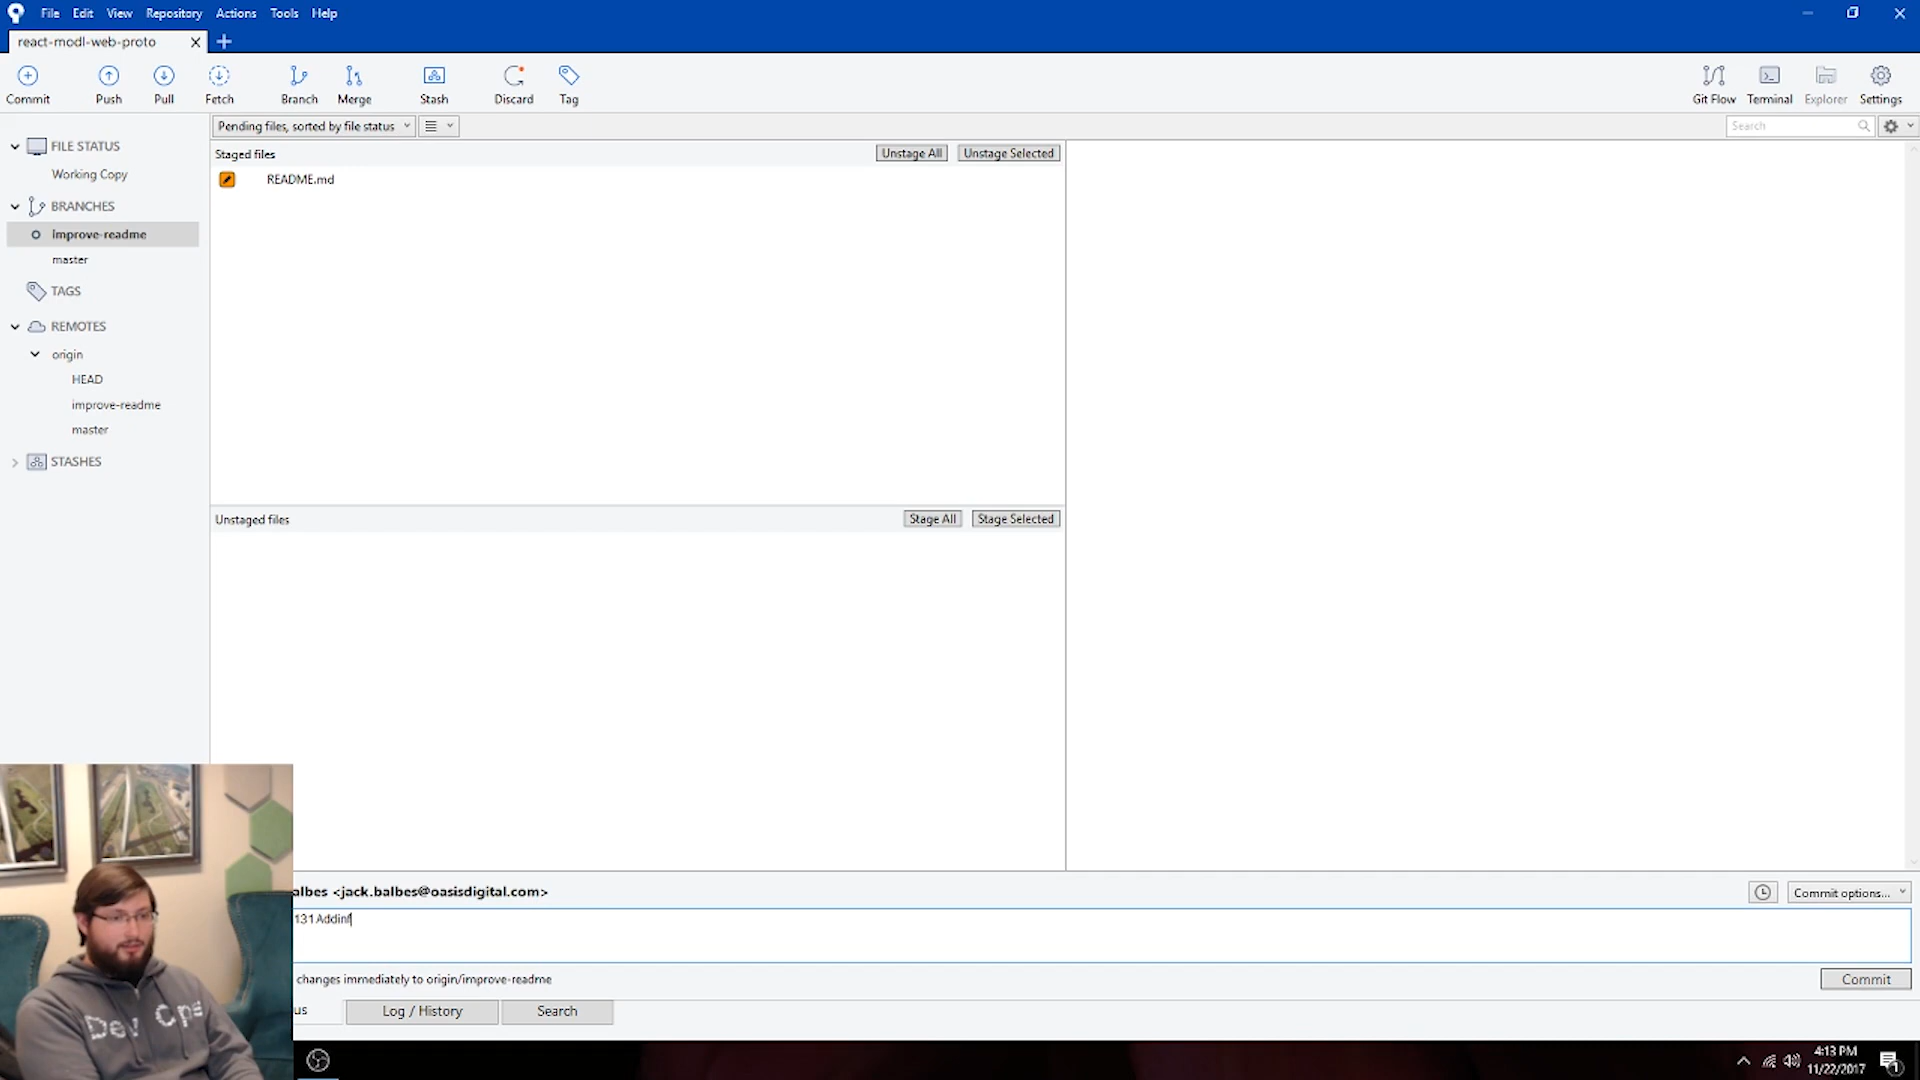 File Edit View Repository Actions Tools Help
react-modl-web-proto
Commit Push Pull Fetch Branch Merge Stash Discard Tag Git Flow Terminal Explorer Settings
Pending files, sorted by file status Search
FILE STATUS
Working Copy
BRANCHES
improve-readme
master
TAGS
REMOTES
origin
HEAD
improve-readme
master
STASHES
Staged files Unstage All Unstage Selected
README.md
Unstaged files Stage All Stage Selected
albes <jack.balbes@oasisdigital.com> Commit options...
131 Addinf
changes immediately to origin/improve-readme Commit
us Log / History Search
Dev Ops
4:13 PM
11/22/2017
1